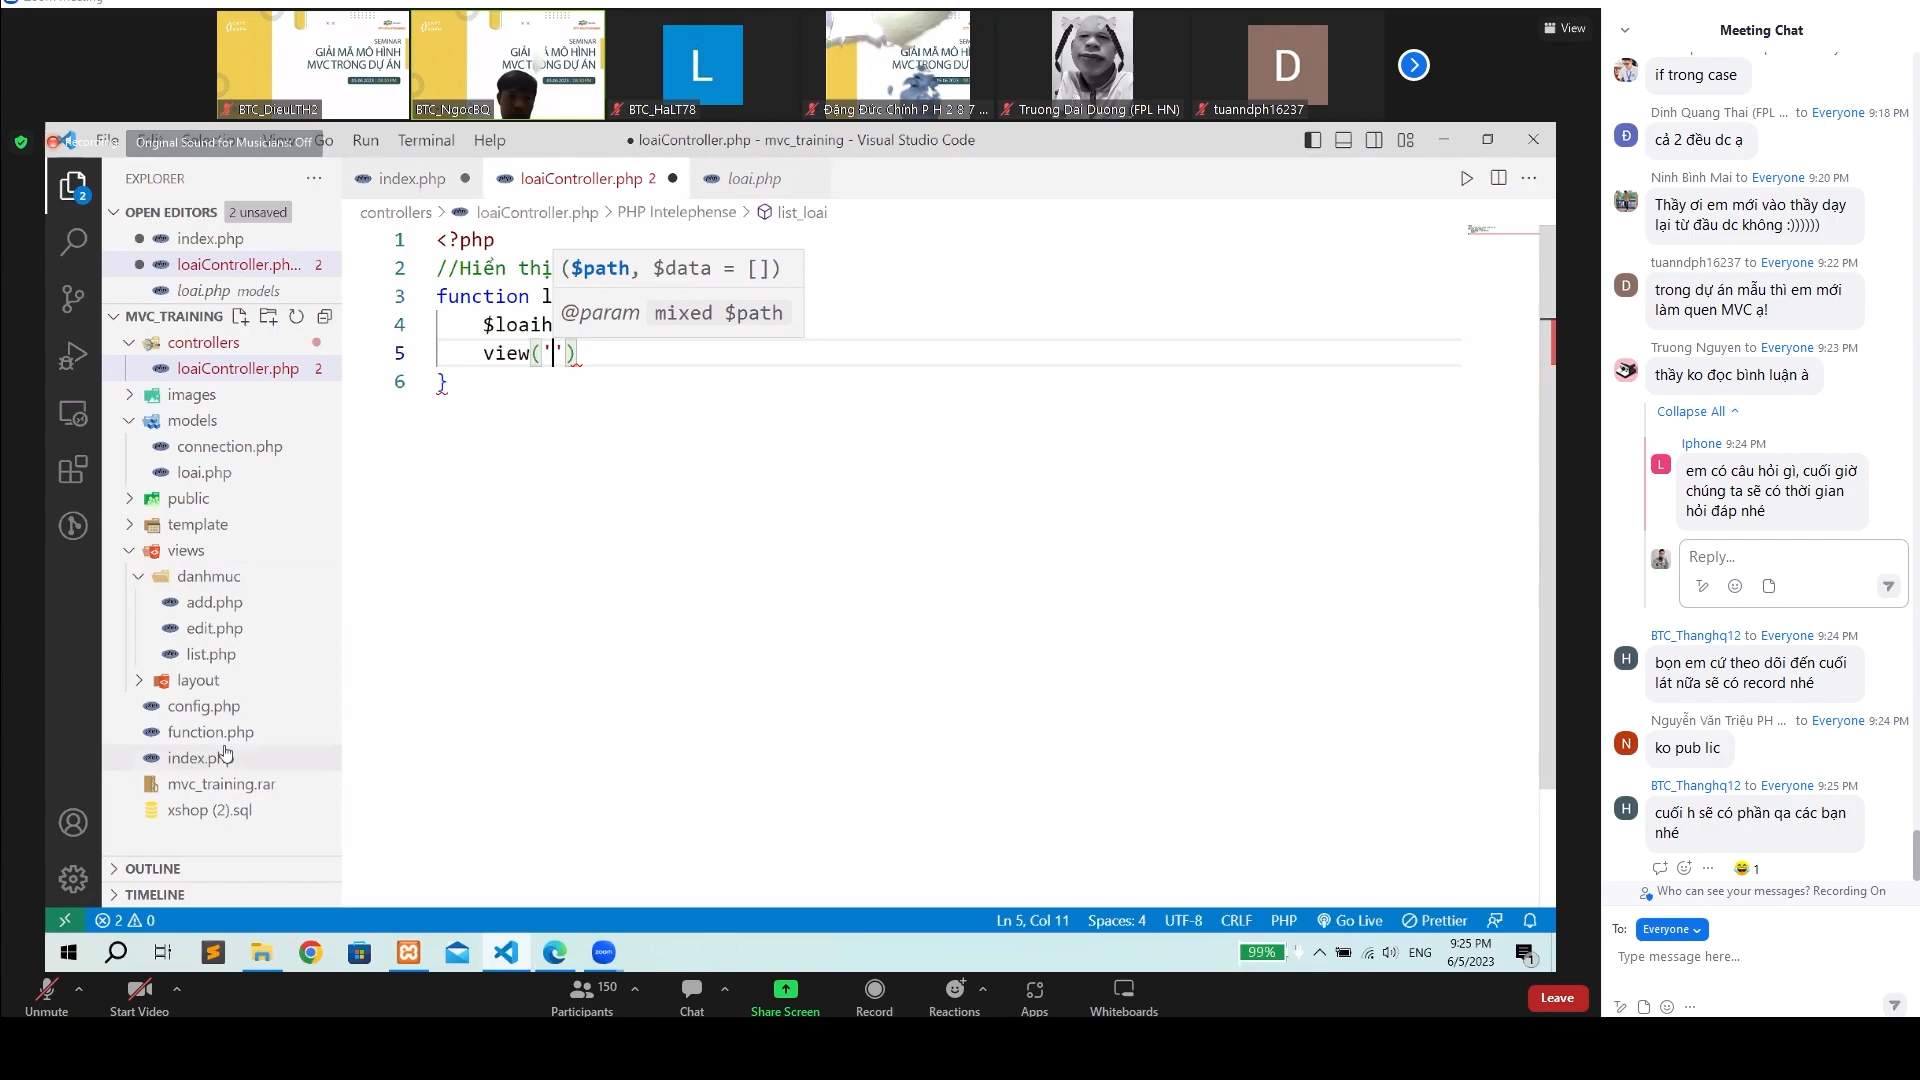 View
SEMINAR
GIẢI MÃ MÔ HÌNH
MVC TRONG DỰ ÁN
BTC_DieuLTH2
SEMINAR
BTC_NgocBQ
L
BTC_HaLT78
Đặng Đức Chính P H 2 8 7 ...
Truong Dai Duong (FPL HN)
D
tuanndph16237
Recording
Original Sound for Musicians: Off
Go
Run
Terminal
Help
● loaiController.php - mvc_training - Visual Studio Code
EXPLORER
index.php
loaiController.php 2
loai.php
OPEN EDITORS
2 unsaved
controllers > loaiController.php > PHP Intelephense > list_loai
index.php
loaiController.ph... 2
loai.php models
MVC_TRAINING
controllers
loaiController.php 2
images
models
connection.php
loai.php
public
template
views
danhmuc
add.php
edit.php
list.php
layout
config.php
function.php
index.php
mvc_training.rar
xshop (2).sql
OUTLINE
TIMELINE
2
1 <?php
2 //Hiển thị
3 function l
4 $loaih
5 view('')
6 }
($path, $data = [])
@param mixed $path
2 0
Ln 5, Col 11
Spaces: 4
UTF-8
CRLF
PHP
Go Live
Prettier
zoom
99%
ENG
9:25 PM
6/5/2023
1
Unmute
Start Video
150
Participants
Chat
Share Screen
Record
Reactions
Apps
Whiteboards
Leave
Meeting Chat
if trong case
Dinh Quang Thai (FPL ... to Everyone 9:18 PM
Đ
cả 2 đều dc ạ
Ninh Bình Mai to Everyone 9:20 PM
Thầy ơi em mới vào thầy dạy
lại từ đầu dc không :))))))
tuanndph16237 to Everyone 9:22 PM
D
trong dự án mẫu thì em mới
làm quen MVC ạ!
Truong Nguyen to Everyone 9:23 PM
thầy ko đọc bình luận à
Collapse All
Iphone 9:24 PM
L
em có câu hỏi gì, cuối giờ
chúng ta sẽ có thời gian
hỏi đáp nhé
Reply...
BTC_Thanghq12 to Everyone 9:24 PM
H
bọn em cứ theo dõi đến cuối
lát nữa sẽ có record nhé
Nguyễn Văn Triệu PH ... to Everyone 9:24 PM
N
ko pub lic
BTC_Thanghq12 to Everyone 9:25 PM
H
cuối h sẽ có phần qa các bạn
nhé
1
Who can see your messages? Recording On
To: Everyone
Type message here...